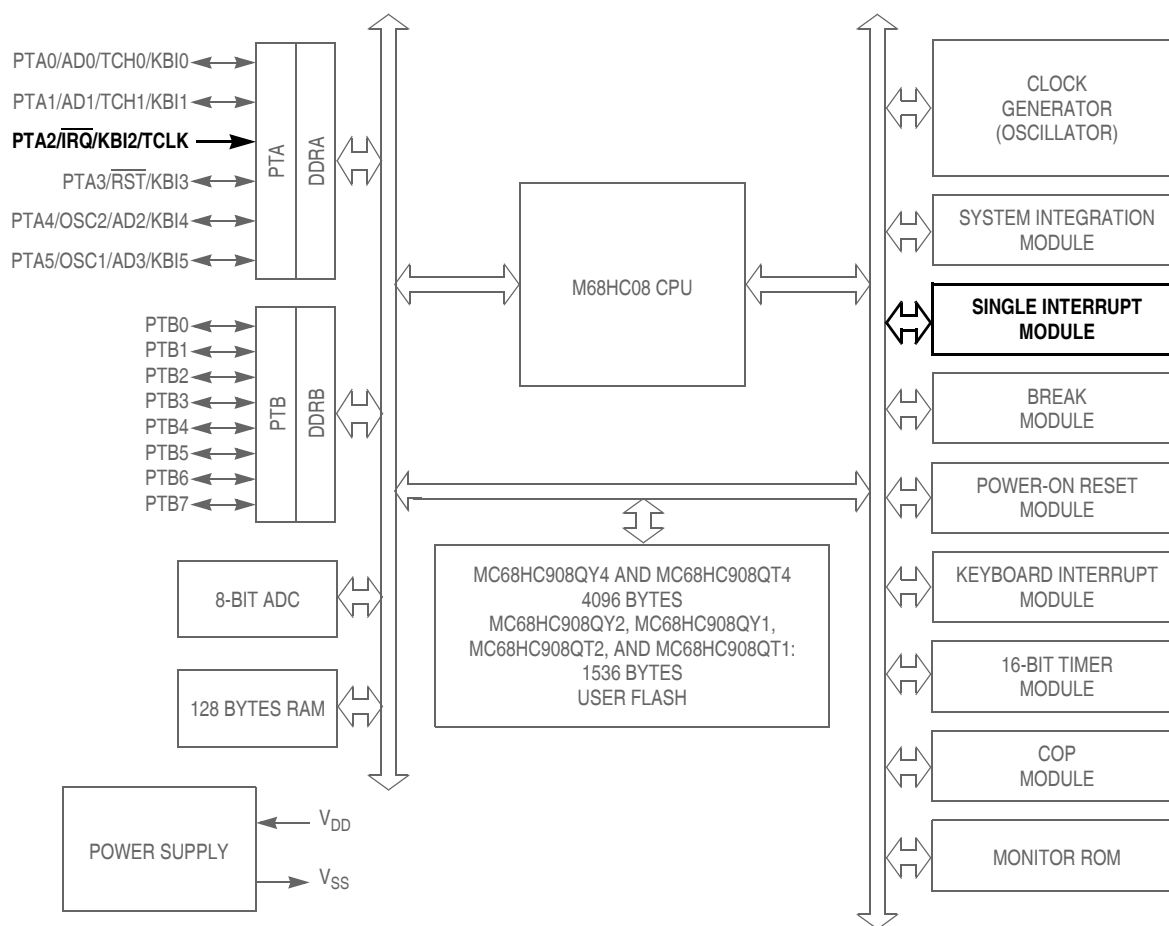 PTA0/AD0/TCH0/KBI0
PTA1/AD1/TCH1/KBI1
PTA2/IRQ/KBI2/TCLK
PTA3/RST/KBI3
PTA4/OSC2/AD2/KBI4
PTA5/OSC1/AD3/KBI5
PTA
DDRA
PTB0
PTB1
PTB2
PTB3
PTB4
PTB5
PTB6
PTB7
PTB
DDRB
8-BIT ADC
128 BYTES RAM
POWER SUPPLY
VDD
VSS
M68HC08 CPU
MC68HC908QY4 AND MC68HC908QT4
4096 BYTES
MC68HC908QY2, MC68HC908QY1,
MC68HC908QT2, AND MC68HC908QT1:
1536 BYTES
USER FLASH
CLOCK
GENERATOR
(OSCILLATOR)
SYSTEM INTEGRATION
MODULE
SINGLE INTERRUPT
MODULE
BREAK
MODULE
POWER-ON RESET
MODULE
KEYBOARD INTERRUPT
MODULE
16-BIT TIMER
MODULE
COP
MODULE
MONITOR ROM